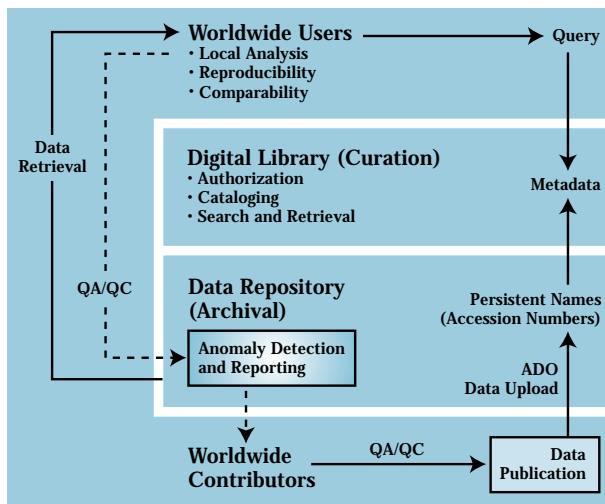 Worldwide Users
· Local Analysis
· Reproducibility
· Comparability
Query
Data
Retrieval
Digital Library (Curation)
· Authorization
· Cataloging
· Search and Retrieval
Metadata
QA/QC
Data Repository
(Archival)
Persistent Names
(Accession Numbers)
Anomaly Detection
and Reporting
ADO
Data Upload
Worldwide
Contributors
QA/QC
Data
Publication